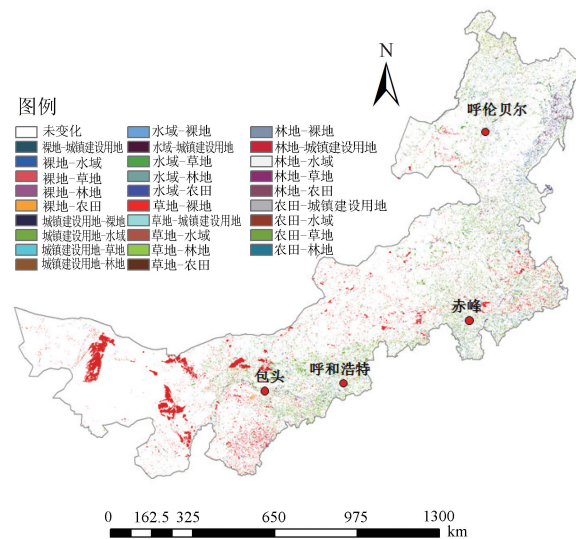 N
图例
未变化
裸地-城镇建设用地
裸地-水域
裸地-草地
裸地-林地
裸地-农田
城镇建设用地-裸地
城镇建设用地-水域
城镇建设用地-草地
城镇建设用地-林地
水域-裸地
水域-城镇建设用地
水域-草地
水域-林地
水域-农田
草地-裸地
草地-城镇建设用地
草地-水域
草地-林地
草地-农田
林地-裸地
林地-城镇建设用地
林地-水域
林地-草地
林地-农田
农田-城镇建设用地
农田-水域
农田-草地
农田-林地
呼伦贝尔
赤峰
呼和浩特
包头
0 162.5 325 650 975 1300
km